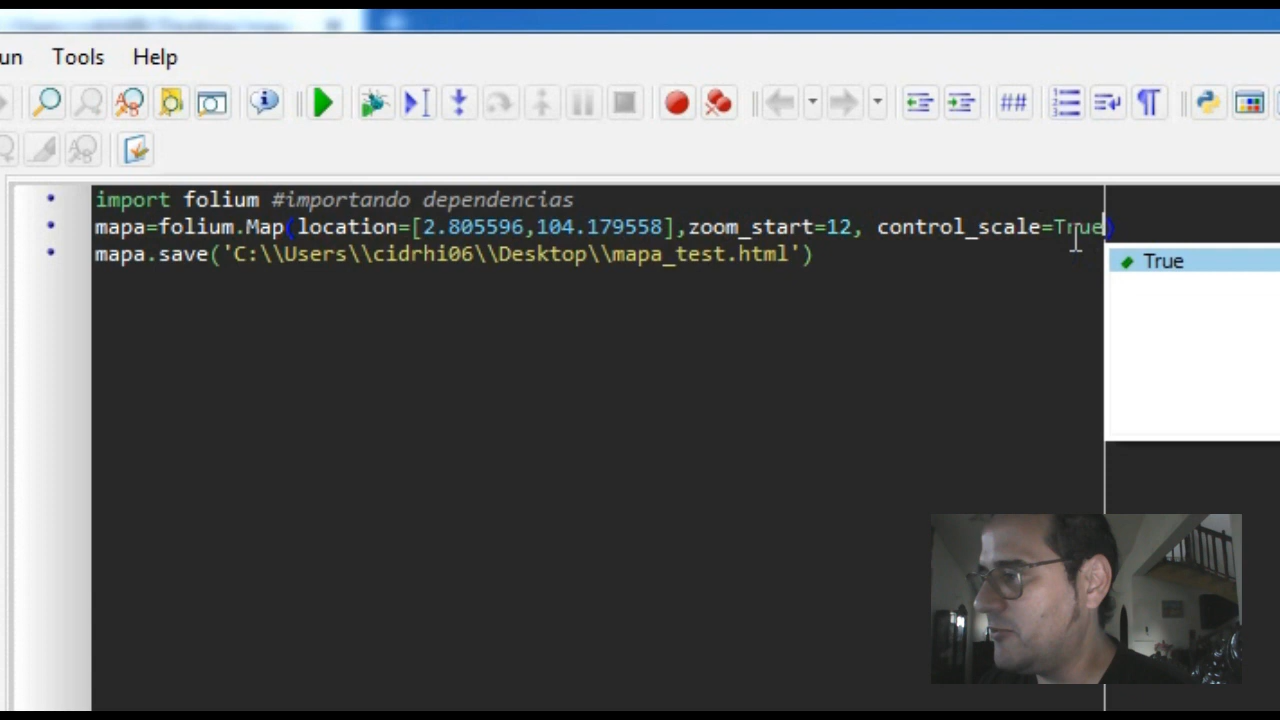 un Tools Help
##
import folium #importando dependencias
mapa=folium.Map(location=[2.805596,104.179558],zoom_start=12, control_scale=True)
True
mapa.save('C:\\Users\\cidrhi06\\Desktop\\mapa_test.html')